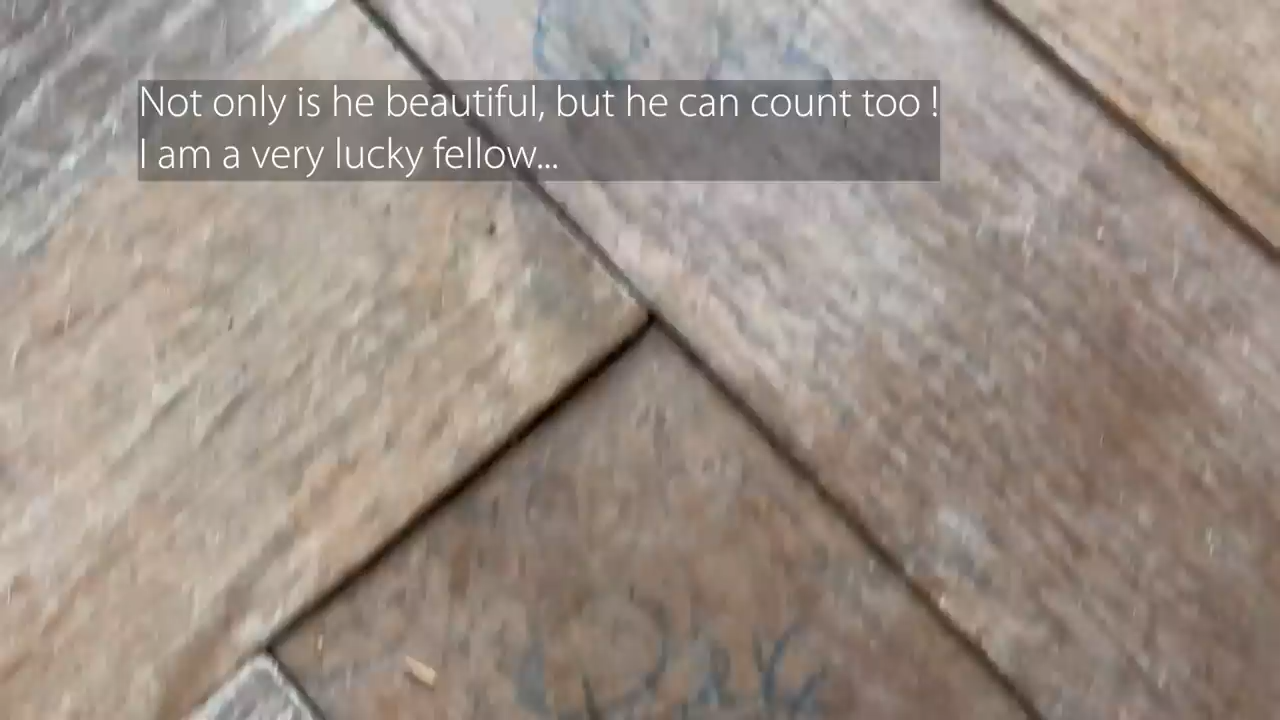 Not only is he beautiful, but he can count too !
I am a very lucky fellow...